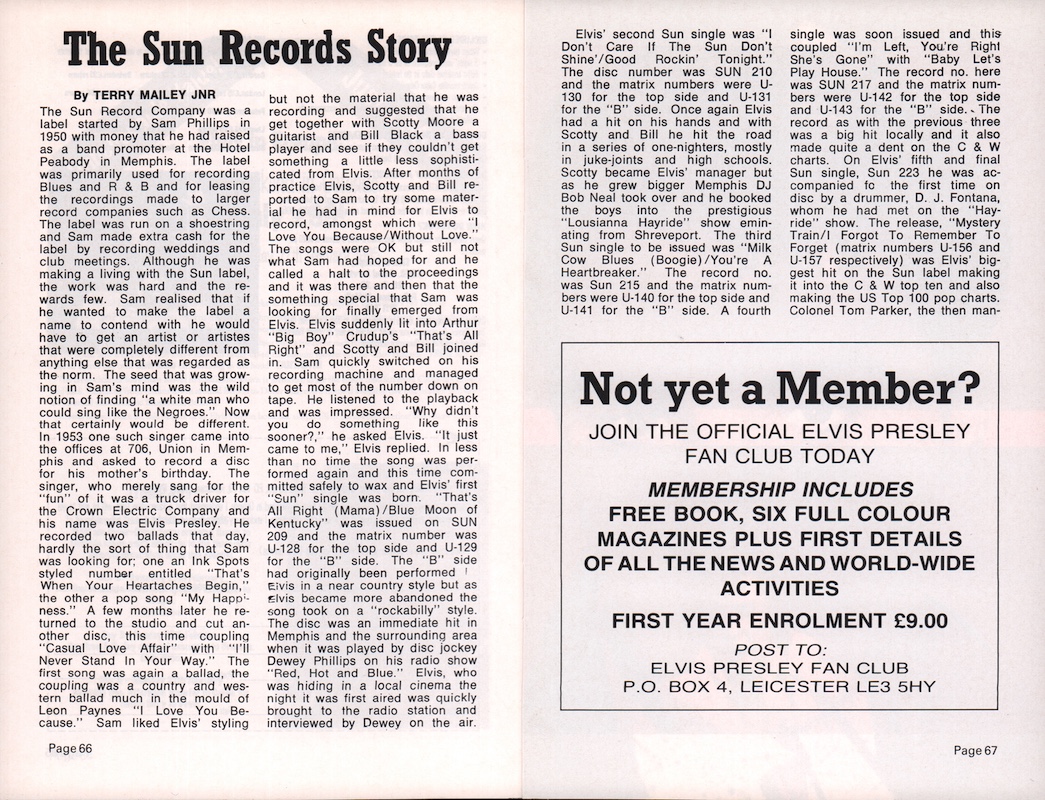 The Sun Records Story
By TERRY MAILEY JNR
The Sun Record Company was a
label started by Sam Phillips in
1950 with money that he had raised
as a band promoter at the Hotel
Peabody in Memphis. The label
was primarily used for recording
Blues and R & B and for leasing
the recordings made to larger
record companies such as Chess.
The label was run on a shoestring
and Sam made extra cash for the
label by recording weddings and
club meetings. Although he was
making a living with the Sun label,
the work was hard and the re-
wards few. Sam realised that if
he wanted to make the label a
name to contend with he would
have to get an artist or artistes
that were completely different from
anything else that was regarded as
the norm. The seed that was grow-
ing in Sam's mind was the wild
notion of finding "a white man who
could sing like the Negroes." Now
that certainly would be different.
In 1953 one such singer came into
the offices at 706, Union in Mem-
phis and asked to record a disc
for his mother's birthday. The
singer, who merely sang for the
"fun" of it was a truck driver for
the Crown Electric Company and
his name was Elvis Presley. He
recorded two ballads that day,
hardly the sort of thing that Sam
was looking for; one an Ink Spots
styled number entitled "That's
When Your Heartaches Begin,"
the other a pop song "My Happi-
ness." A few months later he re-
turned to the studio and cut an-
other disc, this time coupling
"Casual Love Affair" with "I'll
Never Stand In Your Way." The
first song was again a ballad, the
coupling was a country and wes-
tern ballad much in the mould of
Leon Paynes "I Love You Be-
cause." Sam liked Elvis' styling
but not the material that he was
recording and suggested that he
get together with Scotty Moore a
guitarist and Bill Black a bass
player and see if they couldn't get
something a little less sophisti-
cated from Elvis. After months of
practice Elvis, Scotty and Bill re-
ported to Sam to try some mater-
ial he had in mind for Elvis to
record, amongst which were "I
Love You Because/Without Love."
The songs were OK but still not
what Sam had hoped for and he
called a halt to the proceedings
and it was there and then that the
something special that Sam was
looking for finally emerged from
Elvis. Elvis suddenly lit into Arthur
"Big Boy" Crudup's "That's All
Right" and Scotty and Bill joined
in. Sam quickly switched on his
recording machine and managed
to get most of the number down on
tape. He listened to the playback
and was impressed. "Why didn't
you do something like this
sooner?," he asked Elvis. "It just
came to me," Elvis replied. In less
than no time the song was per-
formed again and this time com-
mitted safely to wax and Elvis' first
"Sun" single was born. "That's
All Right (Mama)/Blue Moon of
Kentucky" was issued on SUN
209 and the matrix number was
U-128 for the top side and U-129
for the "B" side. The "B" side
had originally been performed
Elvis in a near country style but as
Elvis became more abandoned the
song took on a "rockabilly" style.
The disc was an immediate hit in
Memphis and the surrounding area
when it was played by disc jockey
Dewey Phillips on his radio show
"Red, Hot and Blue." Elvis, who
was hiding in a local cinema the
night it was first aired was quickly
brought to the radio station and
interviewed by Dewey on the air.
Page 66
Elvis' second Sun single was "I
Don't Care If The Sun Don't
Shine'/Good Rockin' Tonight."
The disc number was SUN 210
and the matrix numbers were U-
130 for the top side and U-131
for the "B" side. Once again Elvis
had a hit on his hands and with
Scotty and Bill he hit the road
in a series of one-nighters, mostly
in juke-joints and high schools.
Scotty became Elvis' manager but
as he grew bigger Memphis DJ
Bob Neal took over and he booked
the boys into the prestigious
"Lousianna Hayride" show emin-
ating from Shreveport. The third
Sun single to be issued was "Milk
Cow Blues (Boogie)/You're A
Heartbreaker." The record no.
was Sun 215 and the matrix num-
bers were U-140 for the top side and
U-141 for the "B" side. A fourth
single was soon issued and this
coupled "I'm Left, You're Right
She's Gone" with "Baby Let's
Play House." The record no. here
was SUN 217 and the matrix num-
bers were U-142 for the top side
and U-143 for the "B" side. The
record as with the previous three
was a big hit locally and it also
made quite a dent on the C & W
charts. On Elvis' fifth and final
Sun single, Sun 223 he was ac-
companied fo the first time on
disc by a drummer, D. J. Fontana,
whom he had met on the "Hay-
ride" show. The release, "Mystery
Train/I Forgot To Remember To
Forget (matrix numbers U-156 and
U-157 respectively) was Elvis' big-
gest hit on the Sun label making
it into the C & W top ten and also
making the US Top 100 pop charts.
Colonel Tom Parker, the then man-
Not yet a Member?
JOIN THE OFFICIAL ELVIS PRESLEY
FAN CLUB TODAY
MEMBERSHIP INCLUDES
FREE BOOK, SIX FULL COLOUR
MAGAZINES PLUS FIRST DETAILS
OF ALL THE NEWS AND WORLD-WIDE
ACTIVITIES
FIRST YEAR ENROLMENT £9.00
POST TO:
ELVIS PRESLEY FAN CLUB
P.O. BOX 4, LEICESTER LE3 5HY
Page 67